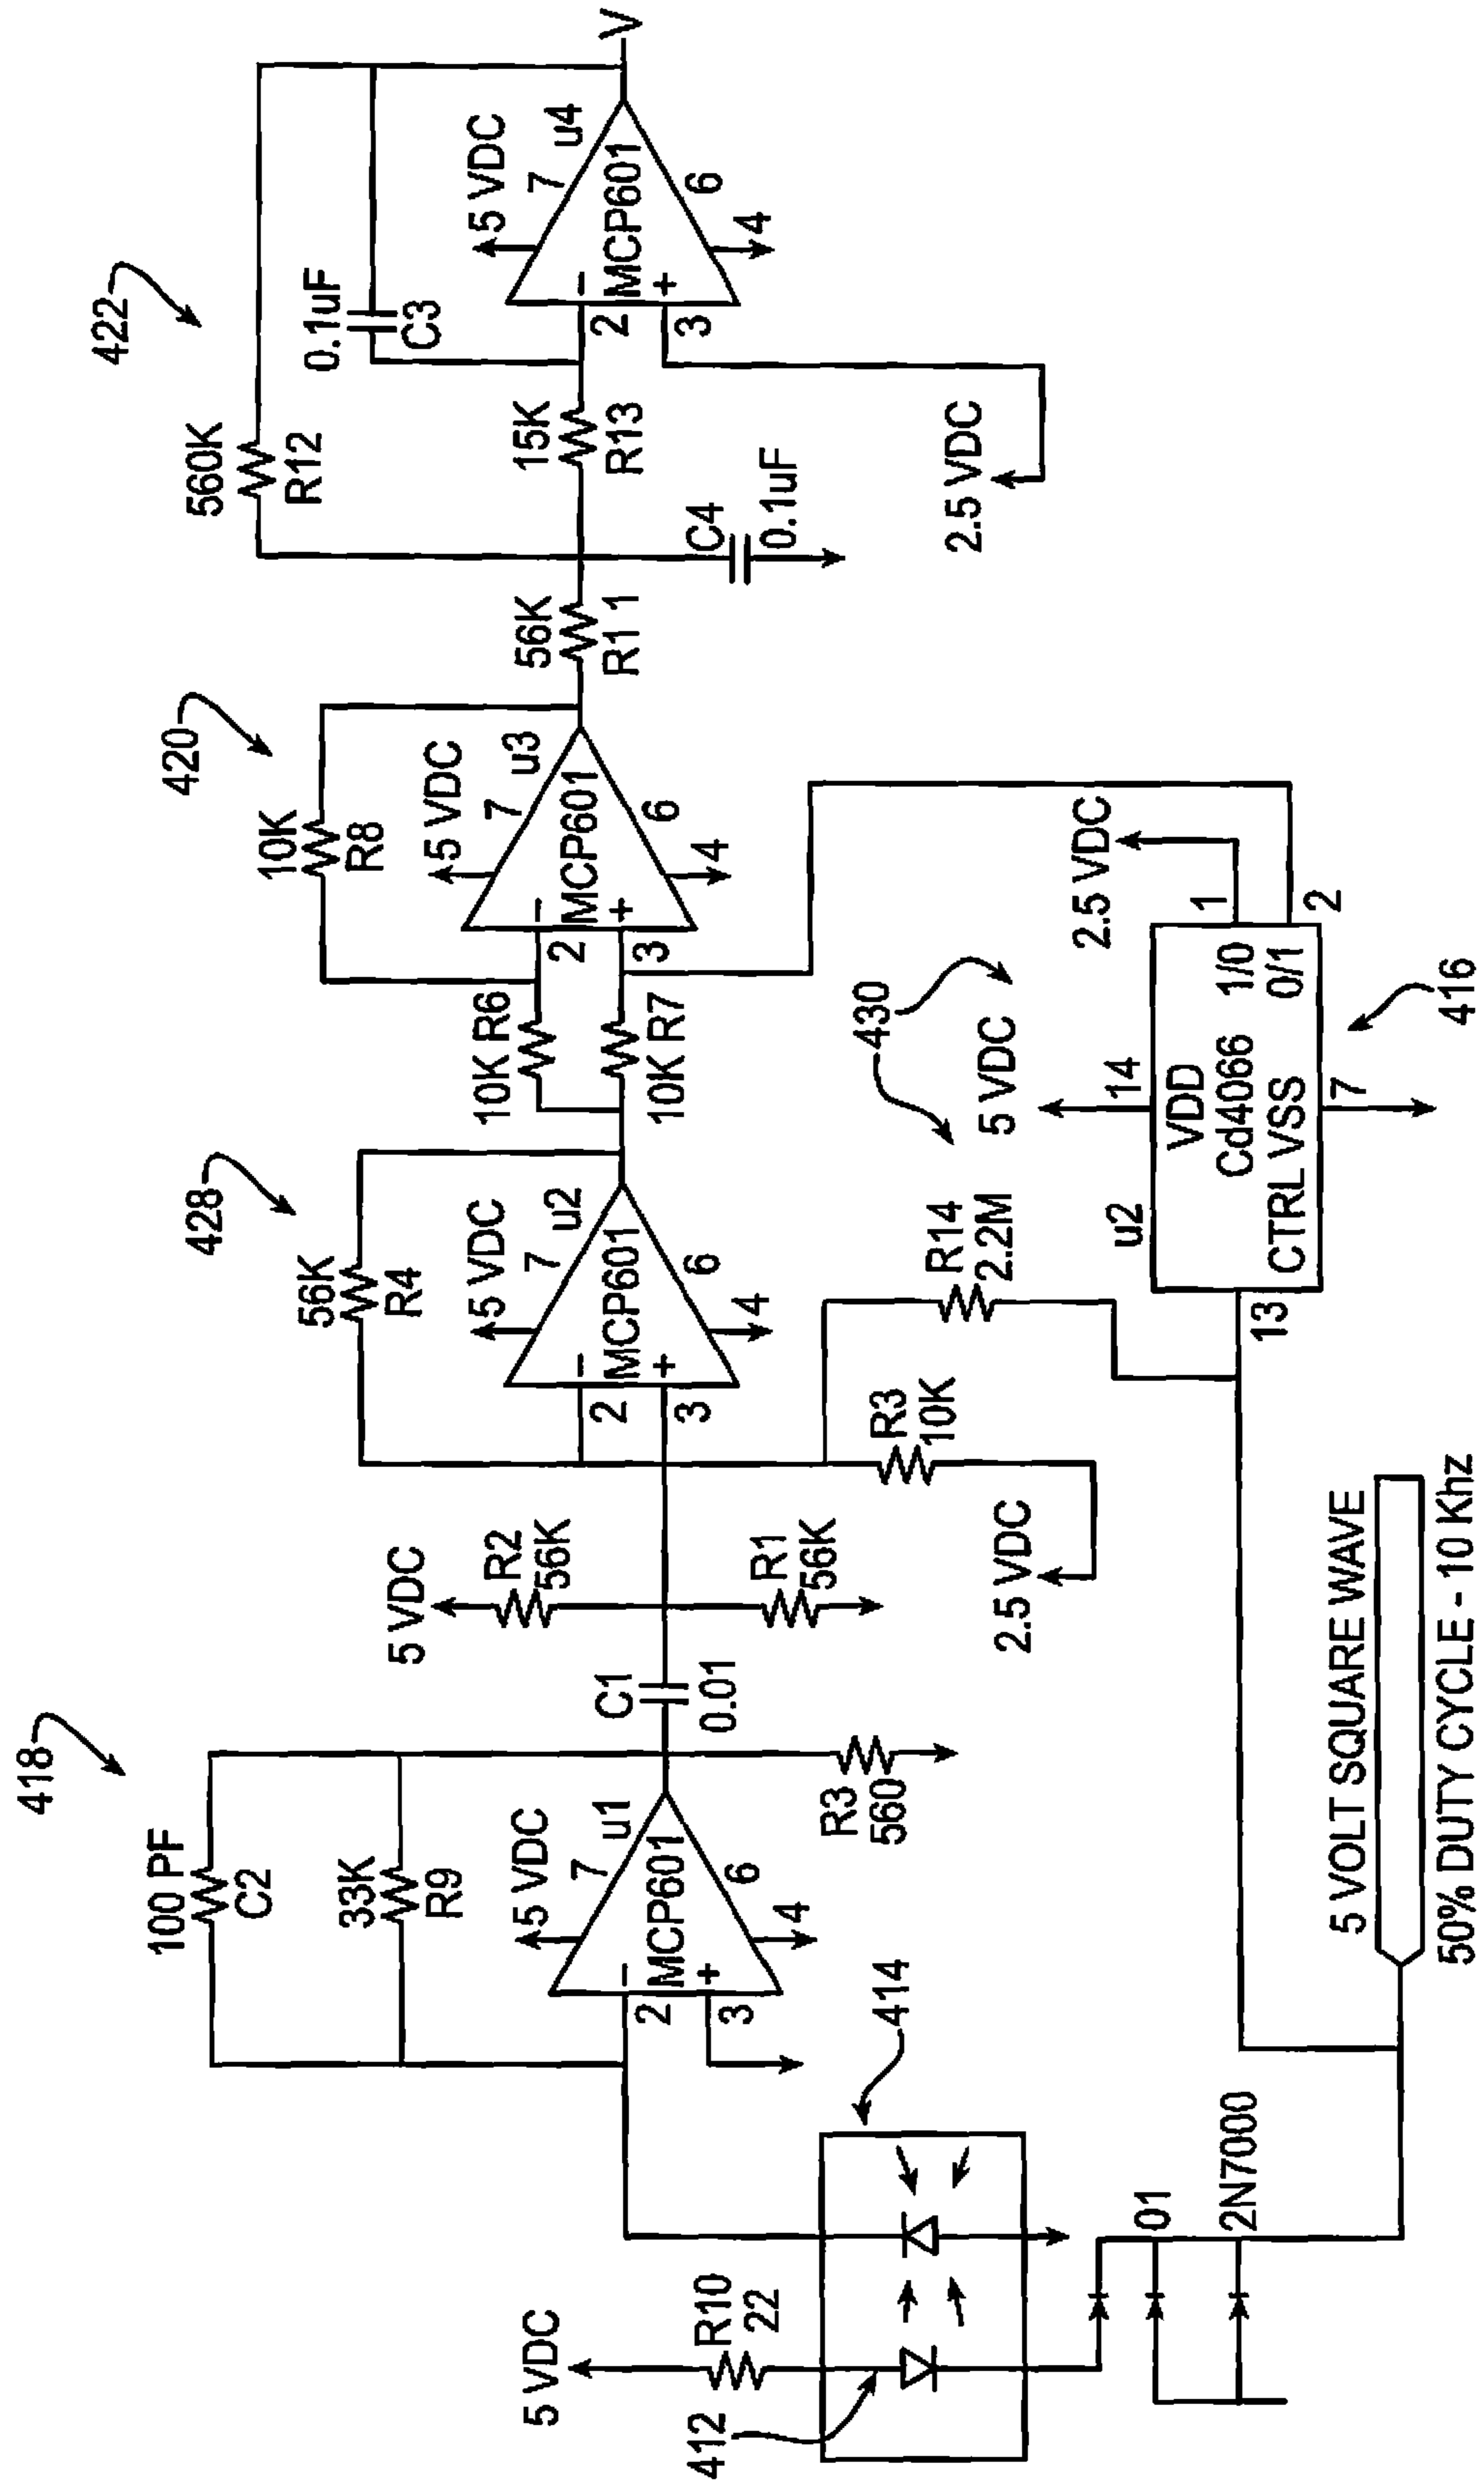 418
100 PF
C2
33K
R9
5 VDC
7
u1
2
−
MCP601
+
3
6
4
R3
560
C1
0.01
5 VDC
R2
56K
R1
56K
428
56K
R4
5 VDC
7
u2
2
−
MCP601
+
3
6
4
R3
10K
2.5 VDC
R14
2.2M
420
10K
R8
5 VDC
7
u3
10K R6
2
−
MCP601
+
3
10K R7
6
4
422
560K
R12
0.1uF
C3
56K
R1 1
15K
R13
C4
0.1uF
5 VDC
7
u4
2
−
MCP601
+
3
6
4
V
2.5 VDC
430
5 VDC
14
2.5 VDC
u2
VDD
Cd4066
CTRL VSS
1/0
0/1
1
2
13
7
416
5 VDC
R10
22
412
414
01
2N7000
5 VOLT SQUARE WAVE
50% DUTY CYCLE - 10 Khz